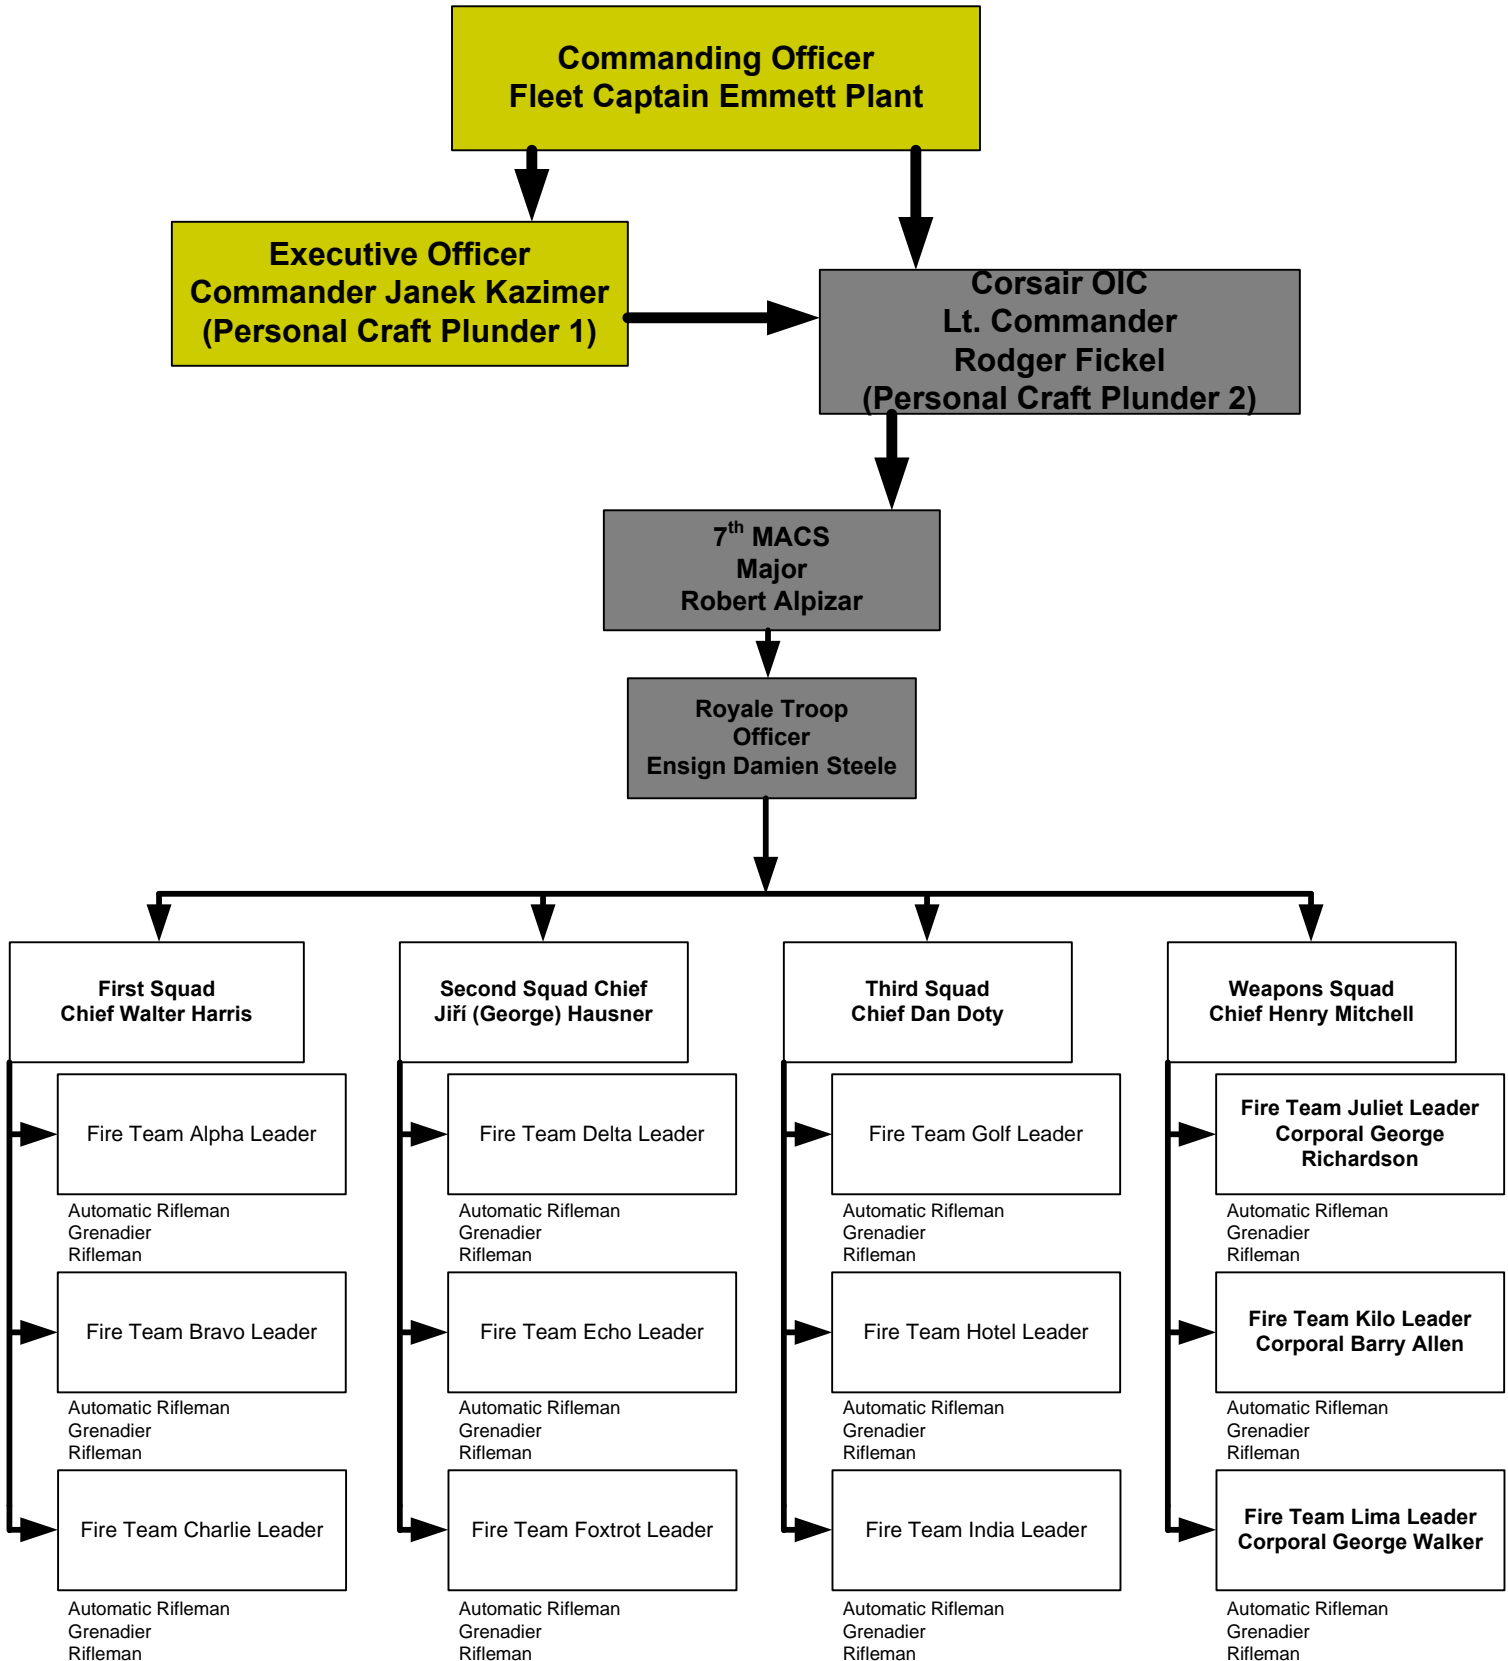 Commanding Officer
Fleet Captain Emmett Plant
Executive Officer
Commander Janek Kazimer
(Personal Craft Plunder 1)
Corsair OIC
Lt. Commander
Rodger Fickel
(Personal Craft Plunder 2)
7th MACS
Major
Robert Alpizar
Royale Troop
Officer
Ensign Damien Steele
First Squad
Chief Walter Harris
Fire Team Alpha Leader
Automatic Rifleman
Grenadier
Rifleman
Fire Team Bravo Leader
Automatic Rifleman
Grenadier
Rifleman
Fire Team Charlie Leader
Automatic Rifleman
Grenadier
Rifleman
Second Squad Chief
Jiří (George) Hausner
Fire Team Delta Leader
Automatic Rifleman
Grenadier
Rifleman
Fire Team Echo Leader
Automatic Rifleman
Grenadier
Rifleman
Fire Team Foxtrot Leader
Automatic Rifleman
Grenadier
Rifleman
Third Squad
Chief Dan Doty
Fire Team Golf Leader
Automatic Rifleman
Grenadier
Rifleman
Fire Team Hotel Leader
Automatic Rifleman
Grenadier
Rifleman
Fire Team India Leader
Automatic Rifleman
Grenadier
Rifleman
Weapons Squad
Chief Henry Mitchell
Fire Team Juliet Leader
Corporal George
Richardson
Automatic Rifleman
Grenadier
Rifleman
Fire Team Kilo Leader
Corporal Barry Allen
Automatic Rifleman
Grenadier
Rifleman
Fire Team Lima Leader
Corporal George Walker
Automatic Rifleman
Grenadier
Rifleman